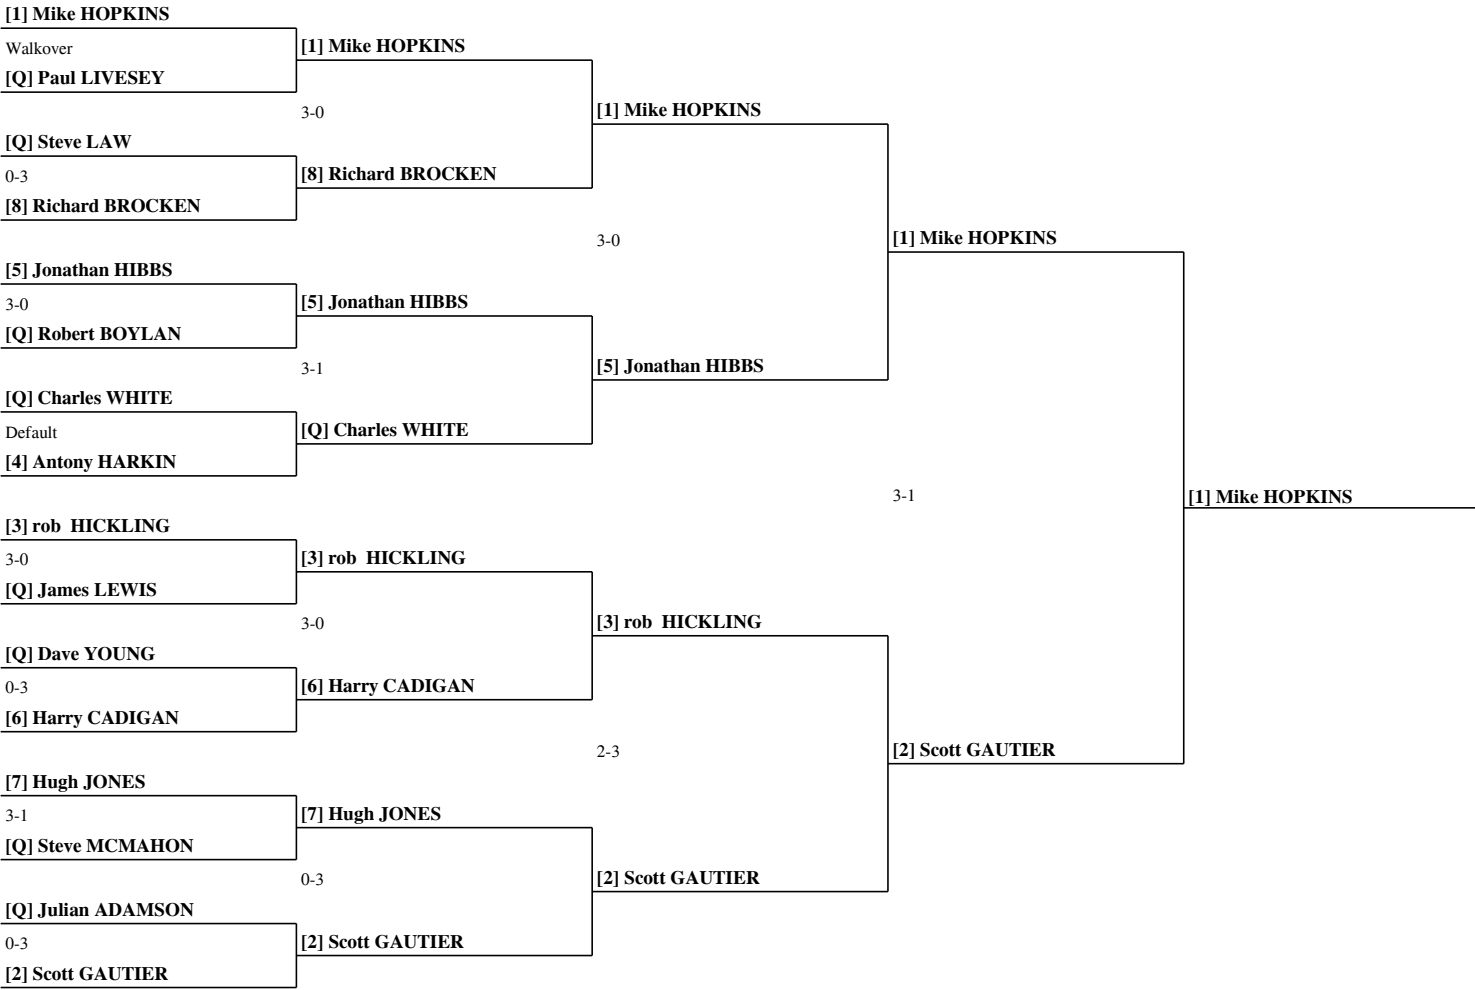 [1] Mike HOPKINS
Walkover
[Q] Paul LIVESEY
[Q] Steve LAW
0-3
[8] Richard BROCKEN
[5] Jonathan HIBBS
3-0
[Q] Robert BOYLAN
[Q] Charles WHITE
Default
[4] Antony HARKIN
[3] rob  HICKLING
3-0
[Q] James LEWIS
[Q] Dave YOUNG
0-3
[6] Harry CADIGAN
[7] Hugh JONES
3-1
[Q] Steve MCMAHON
[Q] Julian ADAMSON
0-3
[2] Scott GAUTIER
[1] Mike HOPKINS
3-0
[8] Richard BROCKEN
[5] Jonathan HIBBS
3-1
[Q] Charles WHITE
[3] rob  HICKLING
3-0
[6] Harry CADIGAN
[7] Hugh JONES
0-3
[2] Scott GAUTIER
[1] Mike HOPKINS
3-0
[5] Jonathan HIBBS
[3] rob  HICKLING
2-3
[2] Scott GAUTIER
[1] Mike HOPKINS
3-1
[2] Scott GAUTIER
[1] Mike HOPKINS